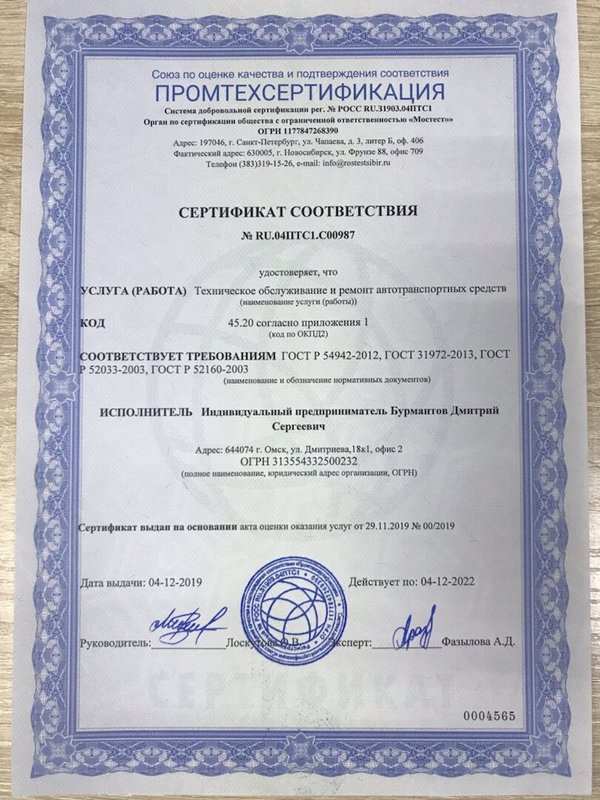 Союз по оценке качества и подтверждения соответствия
ПРОМТЕХСЕРТИФИКАЦИЯ
Система добровольной сертификации рег. № РОСС RU.31903.04ПТС1
Орган по сертификации общества с ограниченной ответственностью «Мостест»»
ОГРН 1177847268390
Адрес: 197046, г. Санкт-Петербург, ул. Чапаева, д. 3, литер Б, оф. 406
Фактический адрес: 630005, г. Новосибирск, ул. Фрунзе 88, офис 709
Телефон (383)319-15-26, e-mail: info@rostestsibir.ru
СЕРТИФИКАТ СООТВЕТСТВИЯ
№ RU.04ПТС1.С00987
удостоверяет, что
УСЛУГА (РАБОТА) Техническое обслуживание и ремонт автотранспортных средств
(наименование услуги (работы))
КОД 45.20 согласно приложения 1
(код по ОКПД2)
СООТВЕТСТВУЕТ ТРЕБОВАНИЯМ ГОСТ Р 54942-2012, ГОСТ 31972-2013, ГОСТ
Р 52033-2003, ГОСТ Р 52160-2003
(наименование и обозначение нормативных документов)
ИСПОЛНИТЕЛЬ Индивидуальный предприниматель Бурмантов Дмитрий
Сергеевич
Адрес: 644074 г. Омск, ул. Дмитриева,18к1, офис 2
ОГРН 313554332500232
(полное наименование, юридический адрес организации, ОГРН)
Сертификат выдан на основании акта оценки оказания услуг от 29.11.2019 № 00/2019
Дата выдачи: 04-12-2019 Действует по: 04-12-2022
Руководитель: Лоскутова О.В. Эксперт: Фазылова А.Д.
СЕРТИФИКАТ
0004565